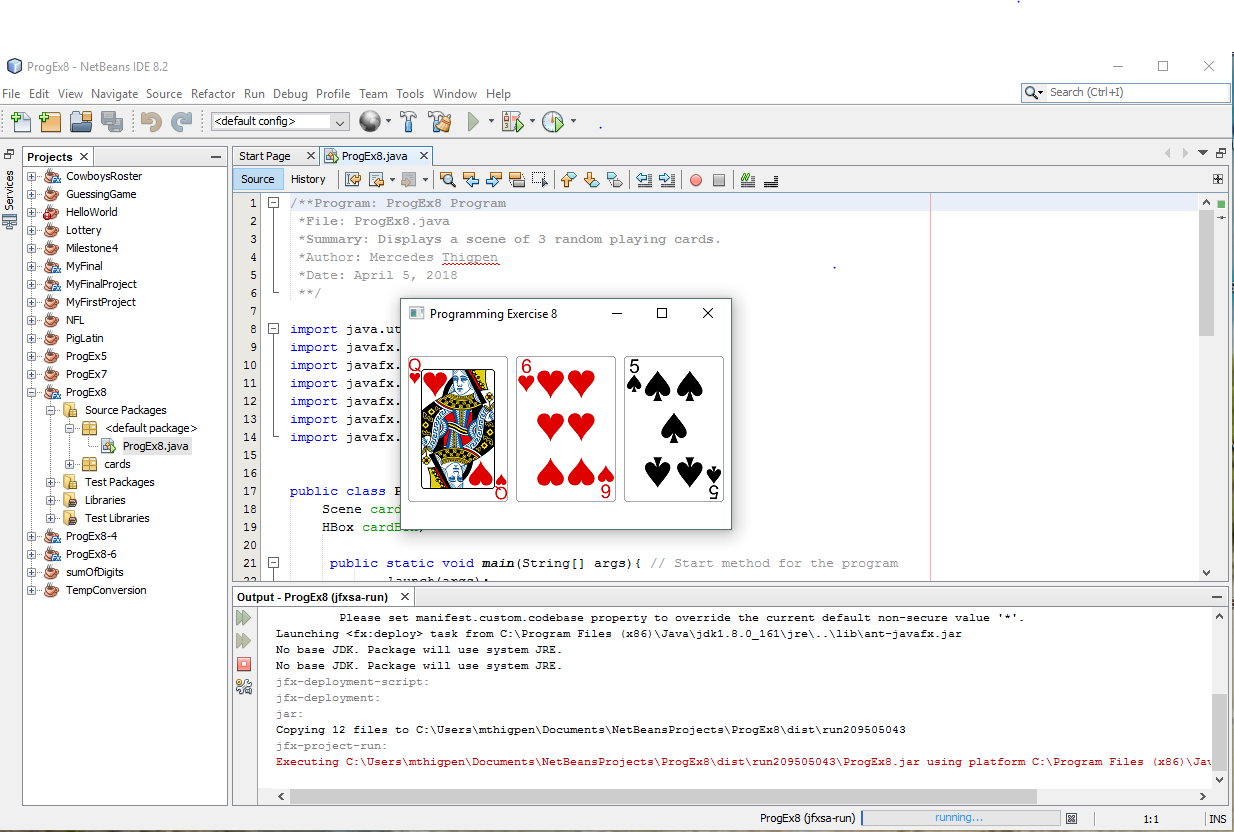 ProgEx8 - NetBeans IDE 8.2
File Edit View Navigate Source Refactor Run Debug Profile Team Tools Window Help
Search (Ctrl+I)
<default config>
Services
Projects
CowboysRoster
GuessingGame
HelloWorld
Lottery
Milestone4
MyFinal
MyFinalProject
MyFirstProject
NFL
PigLatin
ProgEx5
ProgEx7
ProgEx8
Source Packages
<default package>
ProgEx8.java
cards
Test Packages
Libraries
Test Libraries
ProgEx8-4
ProgEx8-6
sumOfDigits
TempConversion
Start Page ProgEx8.java
Source History
1 /**Program: ProgEx8 Program
2 *File: ProgEx8.java
3 *Summary: Displays a scene of 3 random playing cards.
4 *Author: Mercedes Thigpen
5 *Date: April 5, 2018
6 **/
7
8 import java.ut
9 import javafx.
10 import javafx.
11 import javafx.
12 import javafx.
13 import javafx.
14 import javafx.
15
16
17 public class P
18 Scene card
19 HBox cardBox;
20
21 public static void main(String[] args){ // Start method for the program
22 launch(args);
Programming Exercise 8
Q 6 5
Q 6 5
Output - ProgEx8 (jfxsa-run)
Please set manifest.custom.codebase property to override the current default non-secure value '*'.
Launching <fx:deploy> task from C:\Program Files (x86)\Java\jdk1.8.0_161\jre\..\lib\ant-javafx.jar
No base JDK. Package will use system JRE.
No base JDK. Package will use system JRE.
jfx-deployment-script:
jfx-deployment:
jar:
Copying 12 files to C:\Users\mthigpen\Documents\NetBeansProjects\ProgEx8\dist\run209505043
jfx-project-run:
Executing C:\Users\mthigpen\Documents\NetBeansProjects\ProgEx8\dist\run209505043\ProgEx8.jar using platform C:\Program Files (x86)\Jav
ProgEx8 (jfxsa-run) running... 1:1 INS